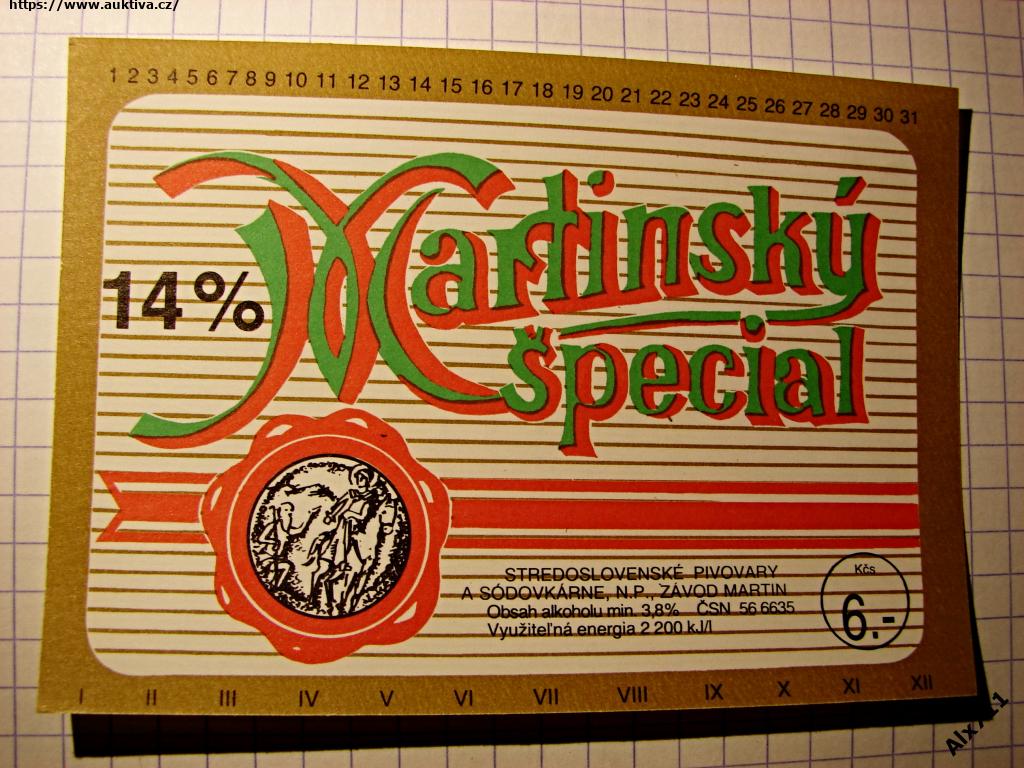 https://www.auktiva.cz/
1 2 3 4 5 6 7 8 9 10 11 12 13 14 15 16 17 18 19 20 21 22 23 24 25 26 27 28 29 30 31
Martinský
14%
špecial
STREDOSLOVENSKÉ PIVOVARY
A SÓDOVKÁRNE, N.P., ZÁVOD MARTIN
Obsah alkoholu min. 3,8% ČSN 56 6635
Využiteľná energia 2 200 kJ/l
Kčs
6.-
I II III IV V VI VII VIII IX X XI XII